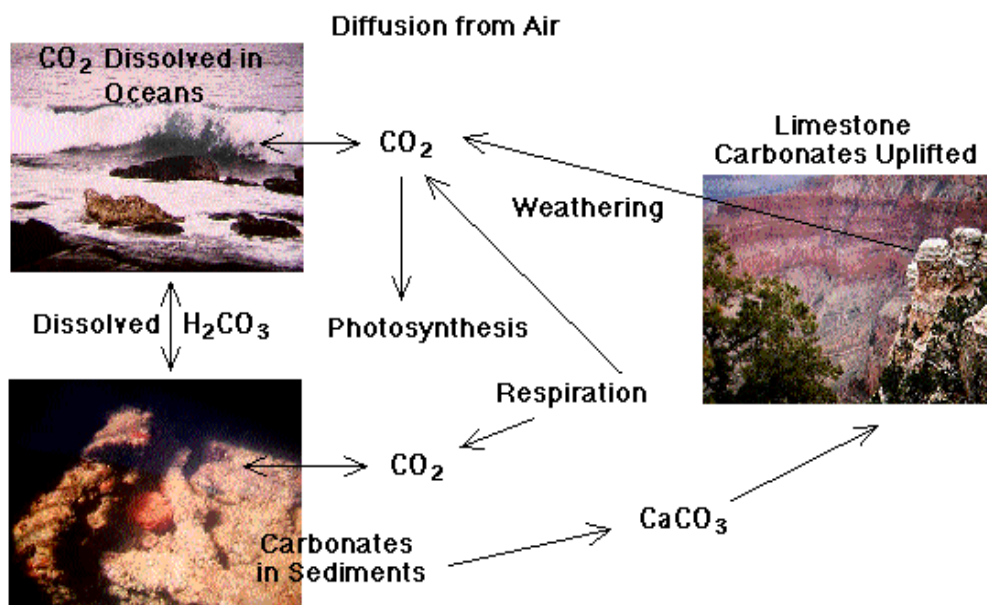 Diffusion from Air
CO2 Dissolved in
Oceans
CO2
Limestone
Carbonates Uplifted
Weathering
Dissolved
H2CO3
Photosynthesis
Respiration
CO2
CaCO3
Carbonates
in Sediments